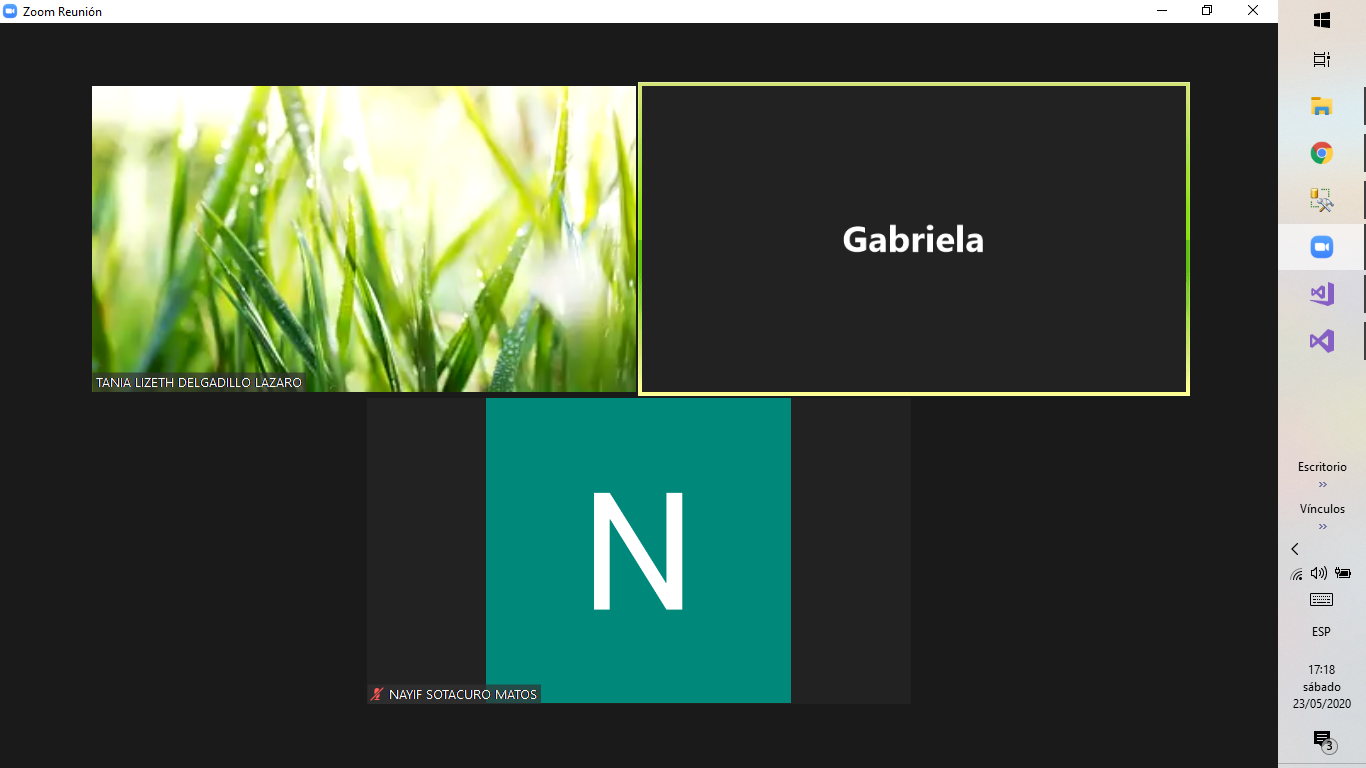 Zoom Reunión
TANIA LIZETH DELGADILLO LAZARO
Gabriela
N
NAYIF SOTACURO MATOS
Escritorio
»
Vínculos
»
ESP
17:18
sábado
23/05/2020
3